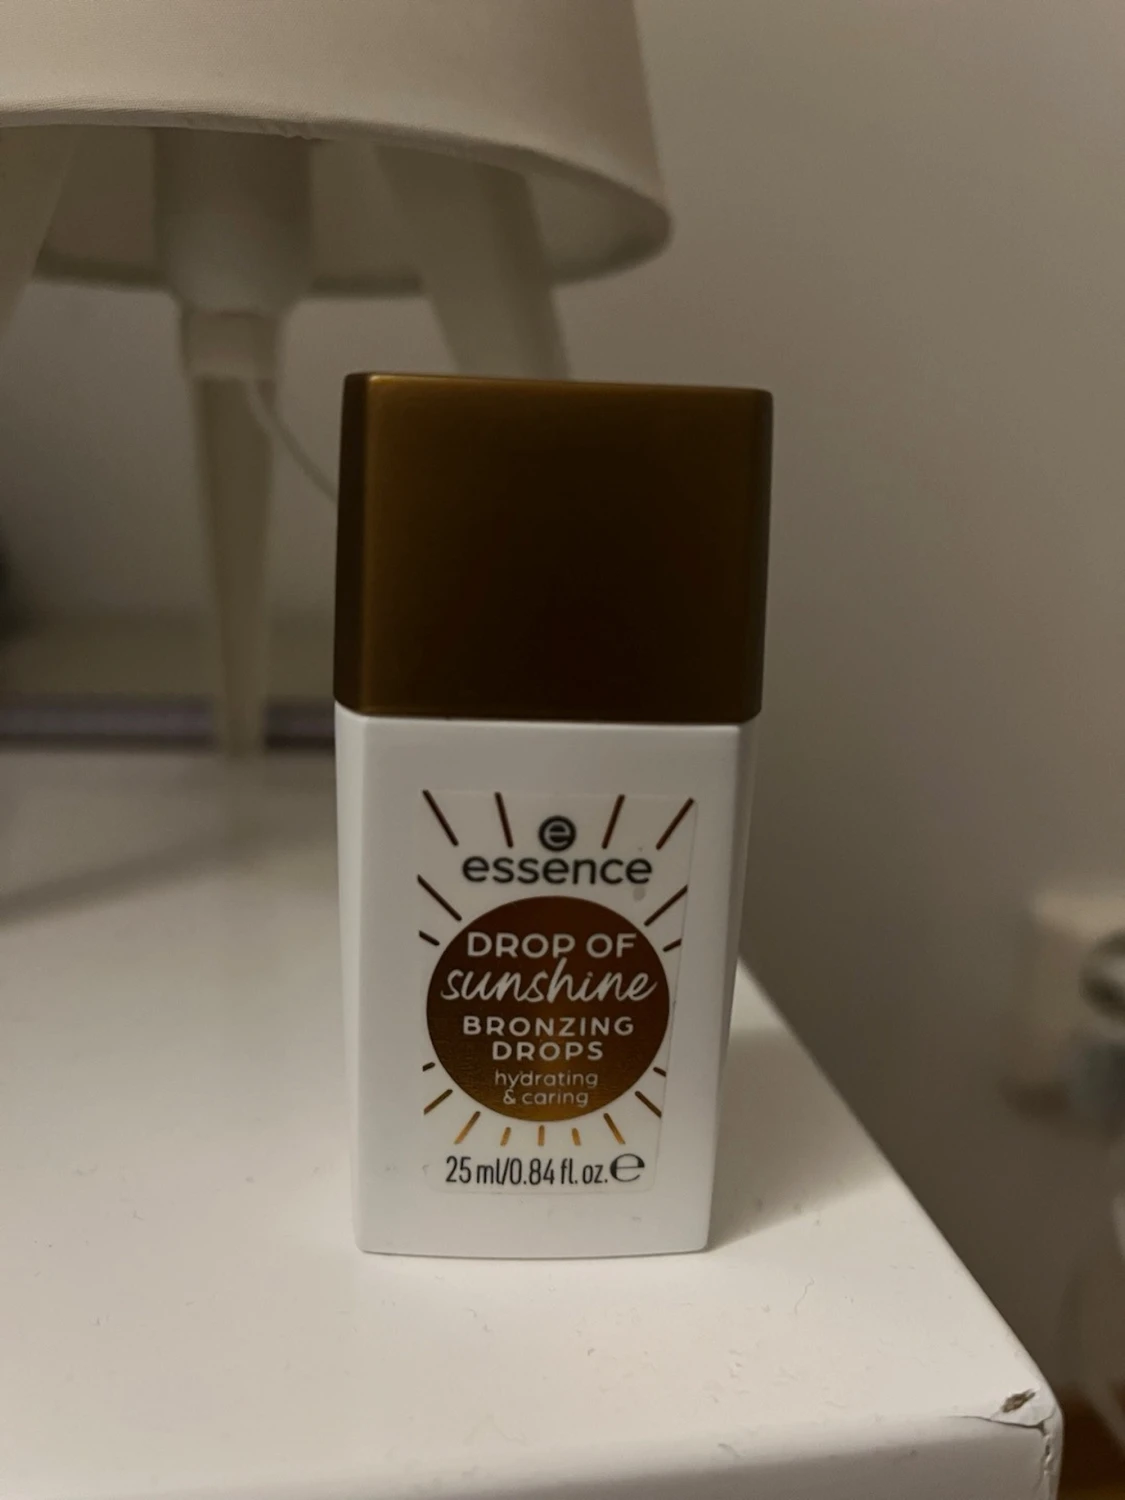 e
essence
DROP OF
sunshine
BRONZING
DROPS
hydrating
& caring
25 ml/0.84 fl. oz. ℮